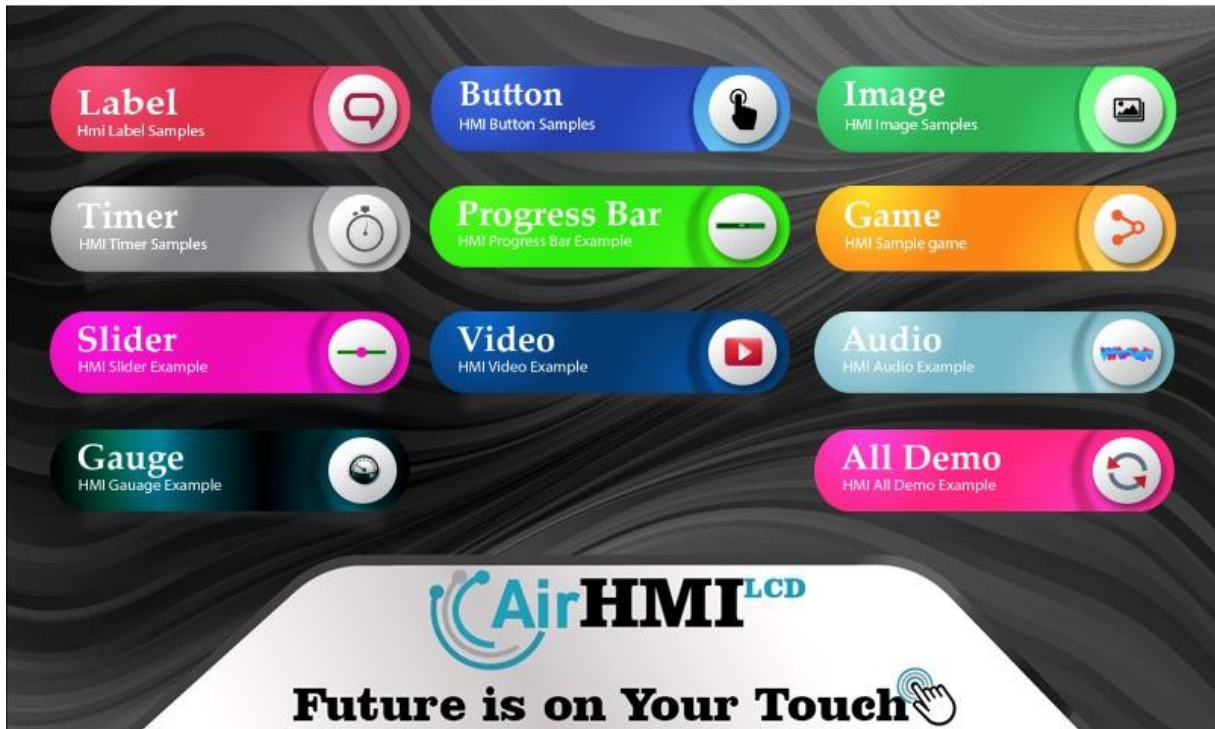 Label
Hmi Label Samples
Button
HMI Button Samples
Image
HMI Image Samples
Timer
HMI Timer Samples
Progress Bar
HMI Progress Bar Example
Game
HMI Sample game
Slider
HMI Slider Example
Video
HMI Video Example
Audio
HMI Audio Example
Gauge
HMI Gauage Example
All Demo
HMI All Demo Example
AirHMI LCD
Future is on Your Touch